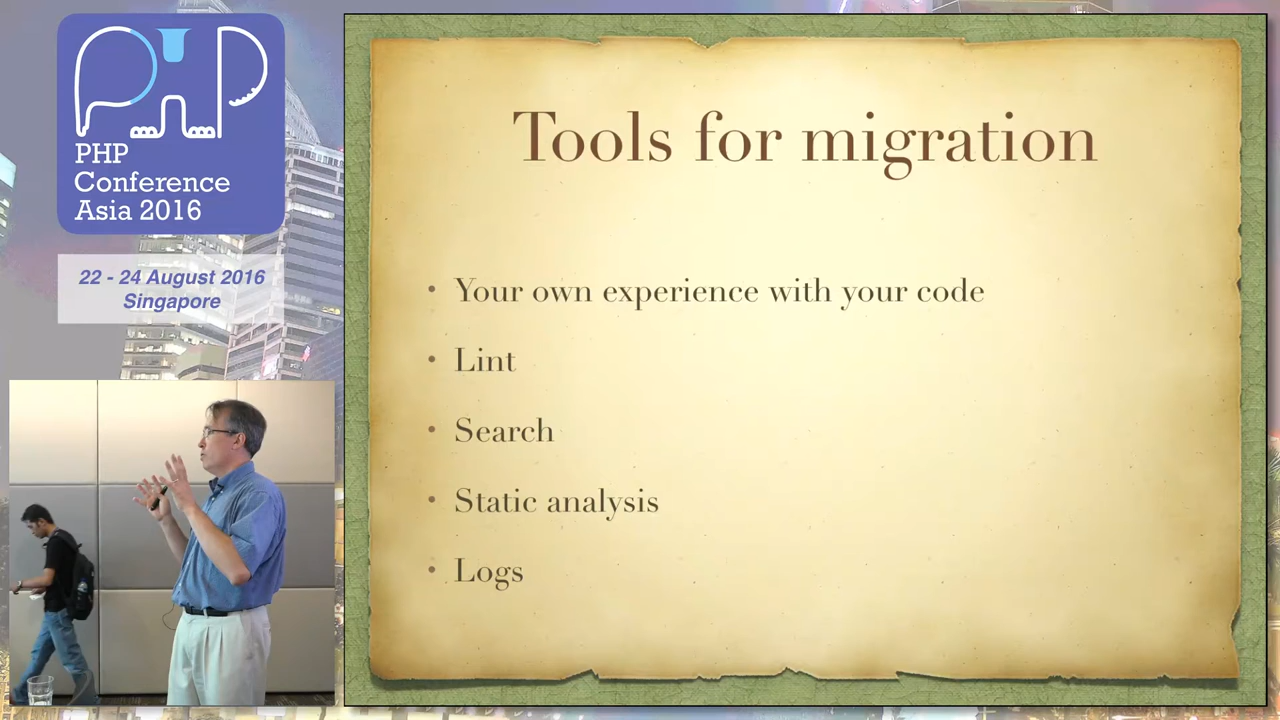 PHP
PHP
Conference
Asia 2016
22 - 24 August 2016
Singapore
Tools for migration
• Your own experience with your code
• Lint
• Search
• Static analysis
• Logs